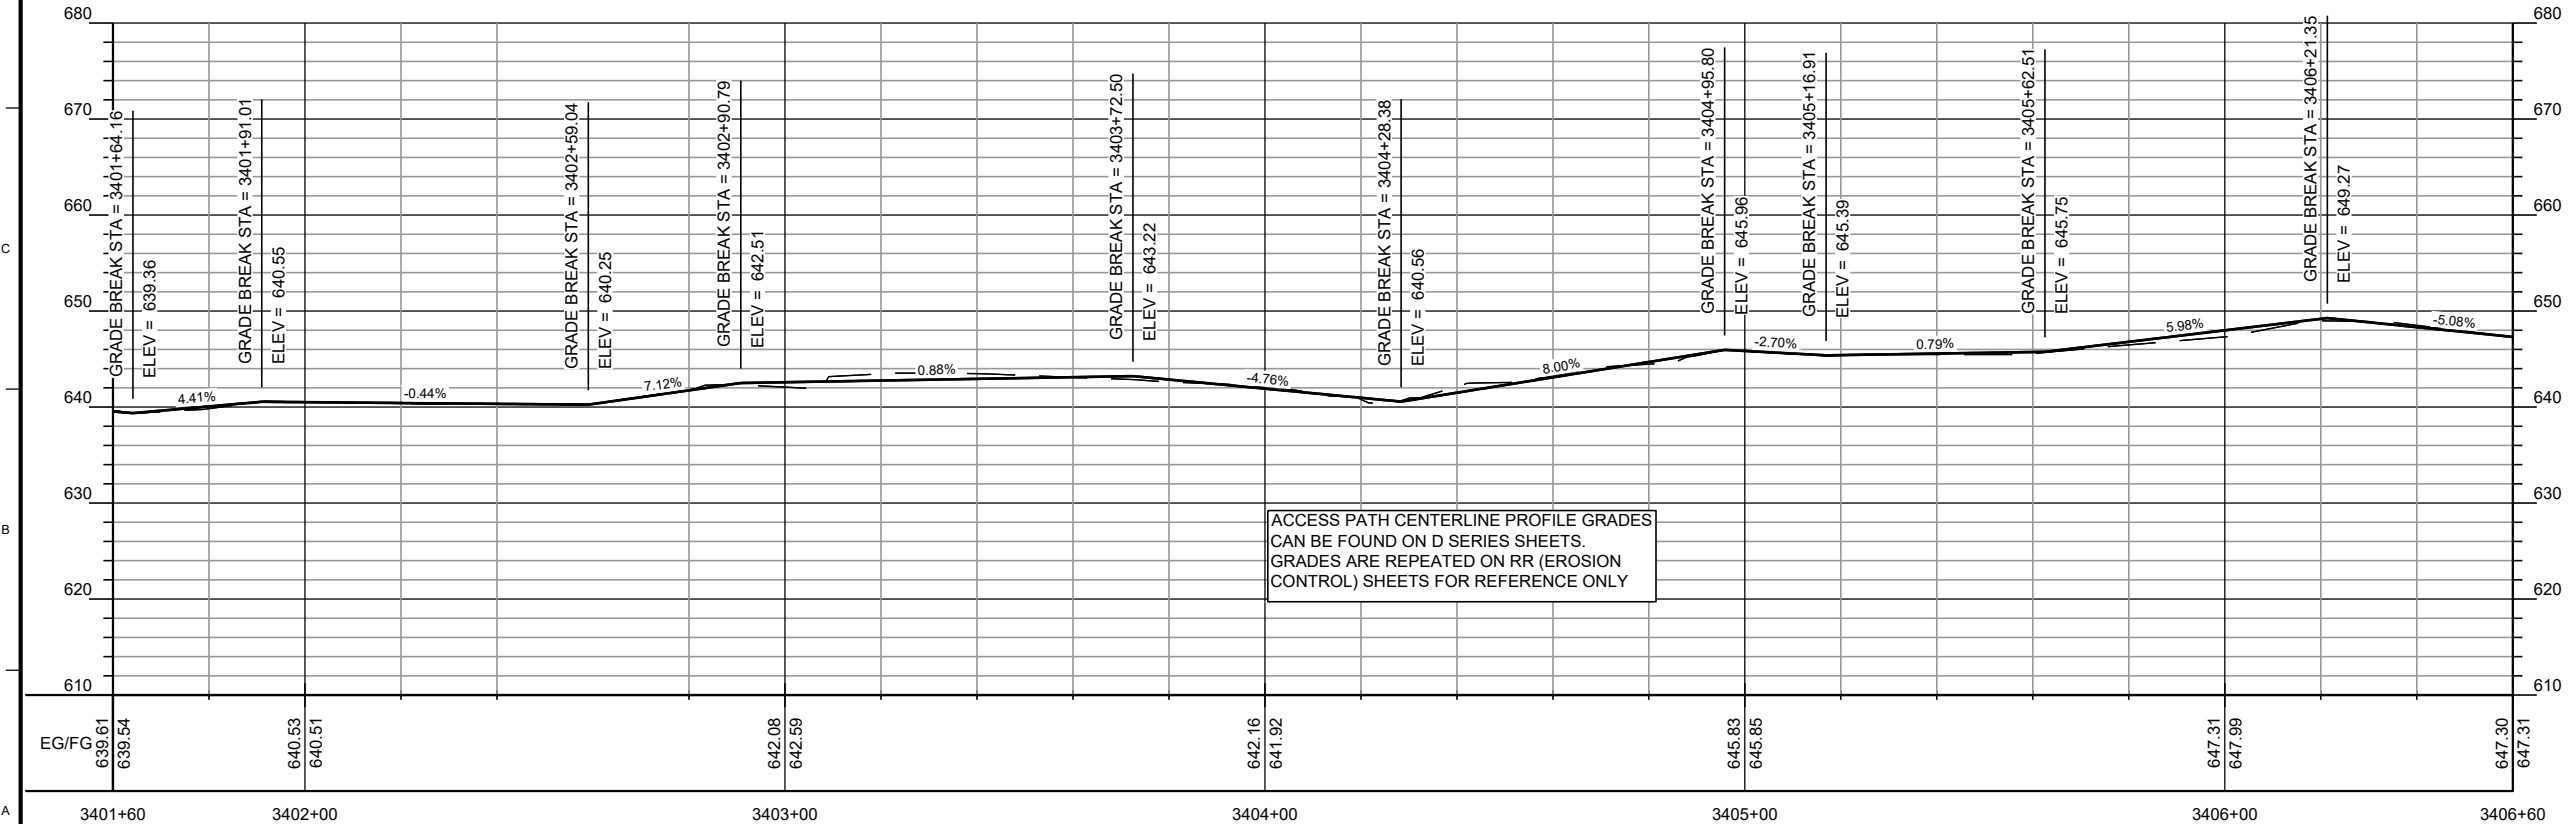 680
670
660
650
640
630
620
610
680
670
660
650
640
630
620
610
C
B
A
GRADE BREAK STA = 3401+64.16
ELEV = 639.36
GRADE BREAK STA = 3401+91.01
ELEV = 640.55
GRADE BREAK STA = 3402+59.04
ELEV = 640.25
GRADE BREAK STA = 3402+90.79
ELEV = 642.51
GRADE BREAK STA = 3403+72.50
ELEV = 643.22
GRADE BREAK STA = 3404+28.38
ELEV = 640.56
GRADE BREAK STA = 3404+95.80
ELEV = 645.96
GRADE BREAK STA = 3405+16.91
ELEV = 645.39
GRADE BREAK STA = 3405+62.51
ELEV = 645.75
GRADE BREAK STA = 3406+21.35
ELEV = 649.27
4.41%
-0.44%
7.12%
0.88%
-4.76%
8.00%
-2.70%
0.79%
5.98%
-5.08%
ACCESS PATH CENTERLINE PROFILE GRADES
CAN BE FOUND ON D SERIES SHEETS.
GRADES ARE REPEATED ON RR (EROSION
CONTROL) SHEETS FOR REFERENCE ONLY
EG/FG
639.61
639.54
640.53
640.51
642.08
642.59
642.16
641.92
645.83
645.85
647.31
647.99
647.30
647.31
3401+60
3402+00
3403+00
3404+00
3405+00
3406+00
3406+60